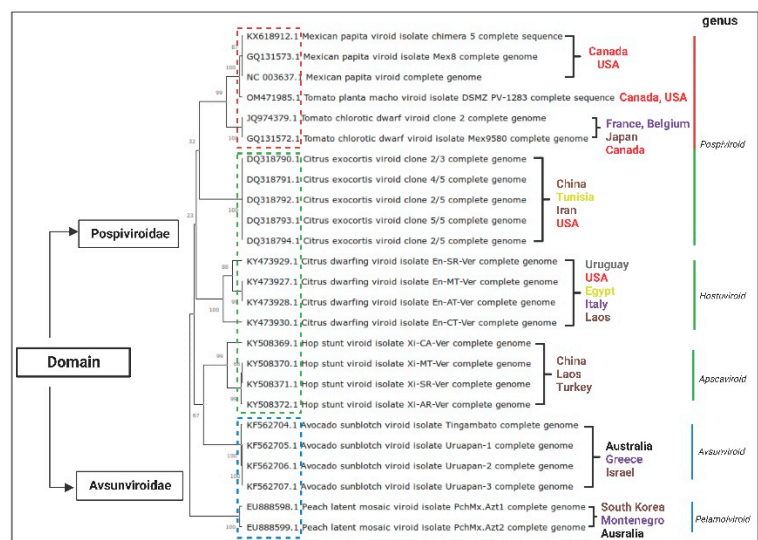 genus
KX618912.1 Mexican papita viroid isolate chimera 5 complete sequence
GQ131573.1 Mexican papita viroid isolate Mex8 complete genome
NC 003637.1 Mexican papita viroid complete genome
Canada
USA
OM471985.1 Tomato planta macho viroid isolate DSMZ PV-1283 complete sequence Canada, USA
JQ974379.1 Tomato chlorotic dwarf viroid clone 2 complete genome
GQ131572.1 Tomato chlorotic dwarf viroid isolate Mex9580 complete genome
France, Belgium
Japan
Canada
Pospiviroid
DQ318790.1 Citrus exocortis viroid clone 2/3 complete genome
DQ318791.1 Citrus exocortis viroid clone 4/5 complete genome
DQ318792.1 Citrus exocortis viroid clone 2/5 complete genome
DQ318793.1 Citrus exocortis viroid clone 5/5 complete genome
DQ318794.1 Citrus exocortis viroid clone 2/5 complete genome
China
Tunisia
Iran
USA
Pospiviroidae
KY473929.1 Citrus dwarfing viroid isolate En-SR-Ver complete genome
KY473927.1 Citrus dwarfing viroid isolate En-MT-Ver complete genome
KY473928.1 Citrus dwarfing viroid isolate En-AT-Ver complete genome
KY473930.1 Citrus dwarfing viroid isolate En-CT-Ver complete genome
Uruguay
USA
Egypt
Italy
Laos
Hostuviroid
Domain
KY508369.1 Hop stunt viroid isolate Xi-CA-Ver complete genome
KY508370.1 Hop stunt viroid isolate Xi-MT-Ver complete genome
KY508371.1 Hop stunt viroid isolate Xi-SR-Ver complete genome
KY508372.1 Hop stunt viroid isolate Xi-AR-Ver complete genome
China
Laos
Turkey
Apscaviroid
KF562704.1 Avocado sunblotch viroid isolate Tingambato complete genome
KF562705.1 Avocado sunblotch viroid isolate Uruapan-1 complete genome
KF562706.1 Avocado sunblotch viroid isolate Uruapan-2 complete genome
KF562707.1 Avocado sunblotch viroid isolate Uruapan-3 complete genome
Australia
Greece
Israel
Avsunviroid
Avsunviroidae
EU888598.1 Peach latent mosaic viroid isolate PchMx.Azt1 complete genome
EU888599.1 Peach latent mosaic viroid isolate PchMx.Azt2 complete genome
South Korea
Montenegro
Ausralia
Pelamoiviroid
99
100
32
23
99
67
100